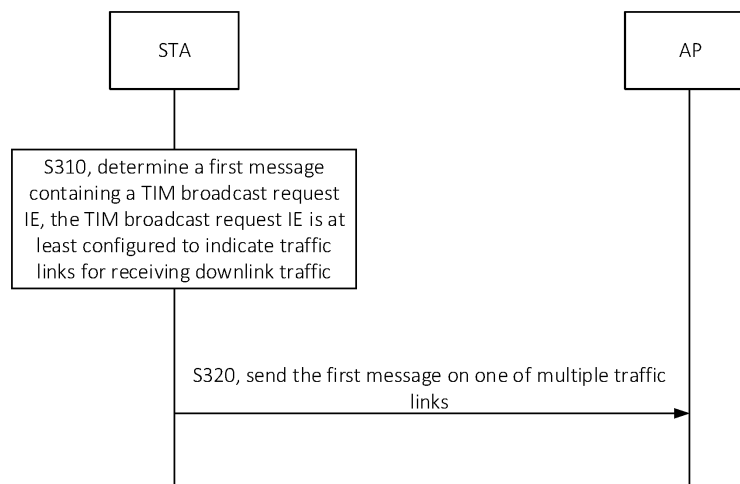 STA
AP
S310, determine a first message
containing a TIM broadcast request
IE, the TIM broadcast request IE is at
least configured to indicate traffic
links for receiving downlink traffic
S320, send the first message on one of multiple traffic
links